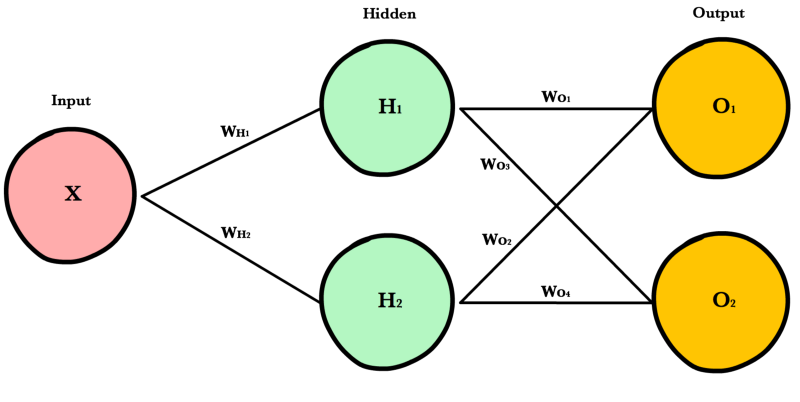 Hidden
Output
Input
H1
O1
X
WH1
WH2
WO1
WO3
WO2
WO4
H2
O2